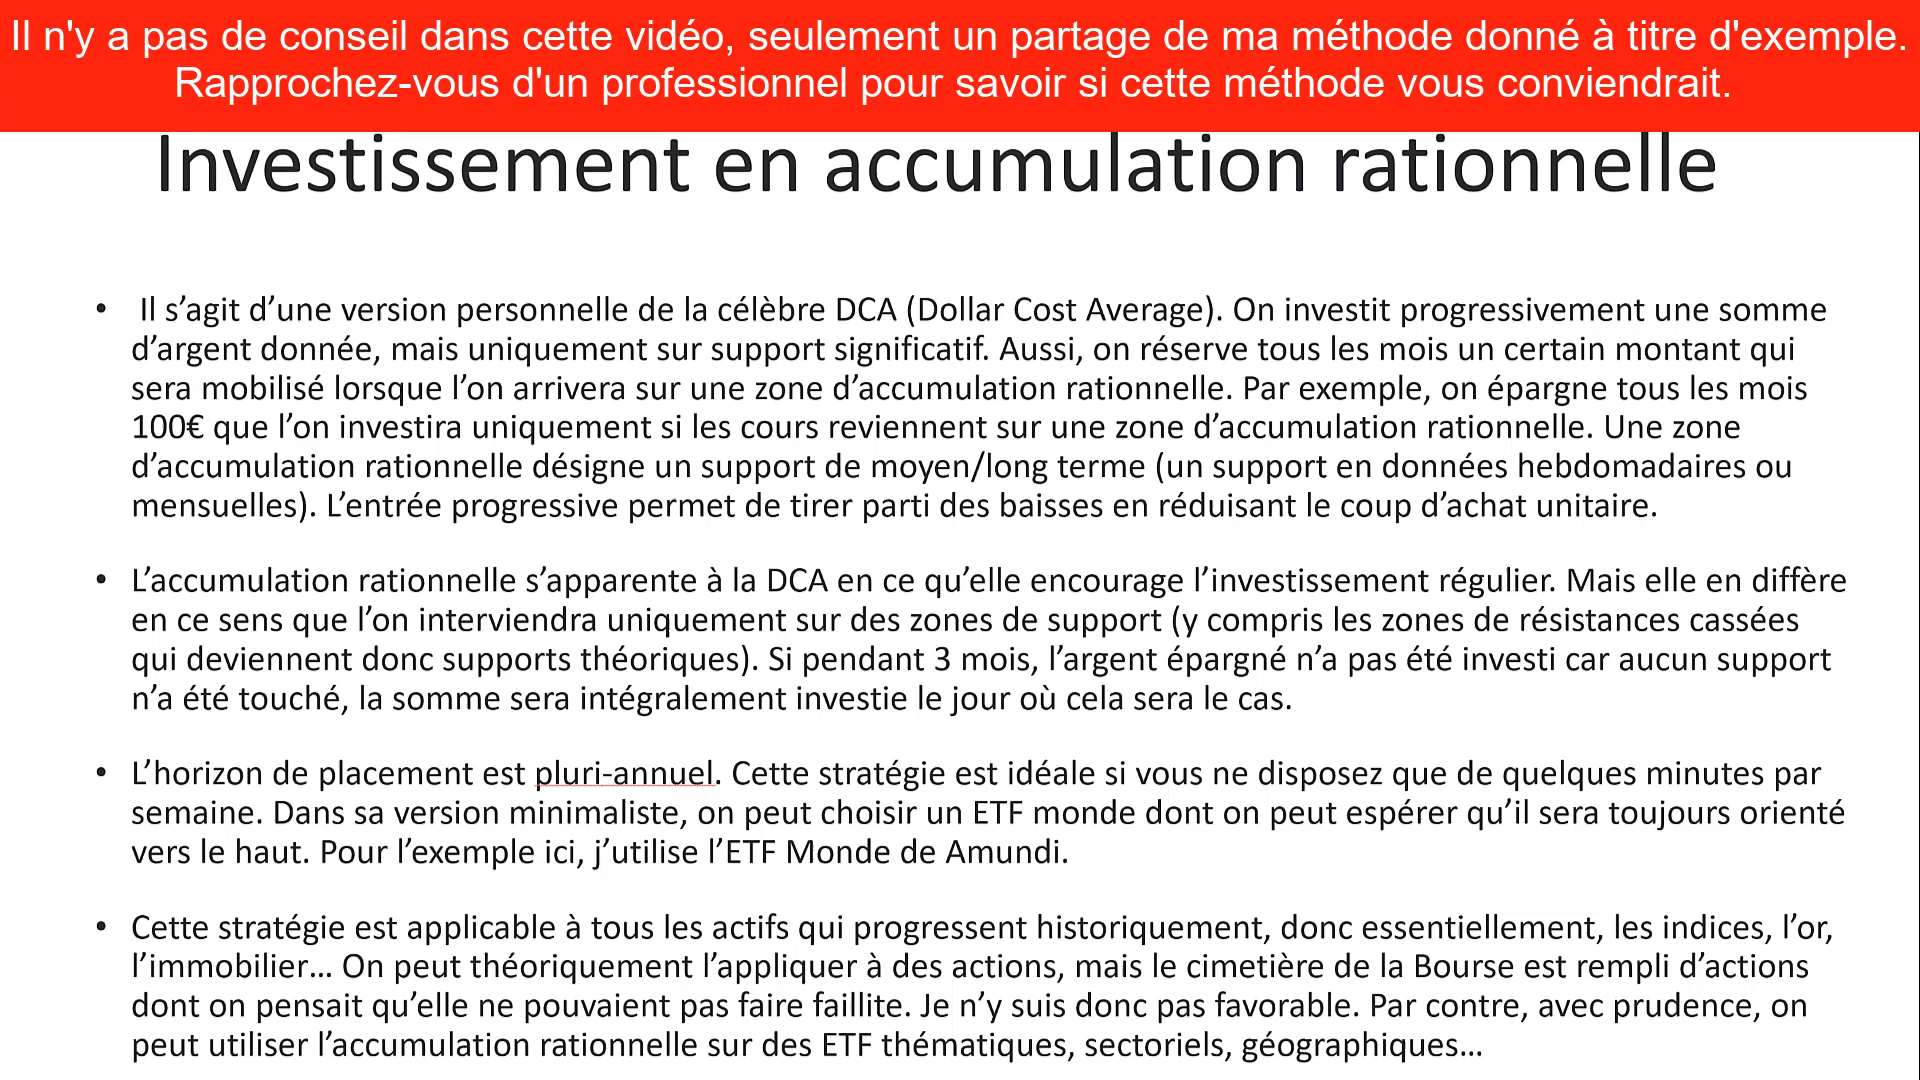 Il n'y a pas de conseil dans cette vidéo, seulement un partage de ma méthode donné à titre d'exemple.
Rapprochez-vous d'un professionnel pour savoir si cette méthode vous conviendrait.
Investissement en accumulation rationnelle
• Il s’agit d’une version personnelle de la célèbre DCA (Dollar Cost Average). On investit progressivement une somme
d’argent donnée, mais uniquement sur support significatif. Aussi, on réserve tous les mois un certain montant qui
sera mobilisé lorsque l’on arrivera sur une zone d’accumulation rationnelle. Par exemple, on épargne tous les mois
100€ que l’on investira uniquement si les cours reviennent sur une zone d’accumulation rationnelle. Une zone
d’accumulation rationnelle désigne un support de moyen/long terme (un support en données hebdomadaires ou
mensuelles). L’entrée progressive permet de tirer parti des baisses en réduisant le coup d’achat unitaire.
• L’accumulation rationnelle s’apparente à la DCA en ce qu’elle encourage l’investissement régulier. Mais elle en diffère
en ce sens que l’on interviendra uniquement sur des zones de support (y compris les zones de résistances cassées
qui deviennent donc supports théoriques). Si pendant 3 mois, l’argent épargné n’a pas été investi car aucun support
n’a été touché, la somme sera intégralement investie le jour où cela sera le cas.
• L’horizon de placement est pluri-annuel. Cette stratégie est idéale si vous ne disposez que de quelques minutes par
semaine. Dans sa version minimaliste, on peut choisir un ETF monde dont on peut espérer qu’il sera toujours orienté
vers le haut. Pour l’exemple ici, j’utilise l’ETF Monde de Amundi.
• Cette stratégie est applicable à tous les actifs qui progressent historiquement, donc essentiellement, les indices, l’or,
l’immobilier… On peut théoriquement l’appliquer à des actions, mais le cimetière de la Bourse est rempli d’actions
dont on pensait qu’elle ne pouvaient pas faire faillite. Je n’y suis donc pas favorable. Par contre, avec prudence, on
peut utiliser l’accumulation rationnelle sur des ETF thématiques, sectoriels, géographiques…